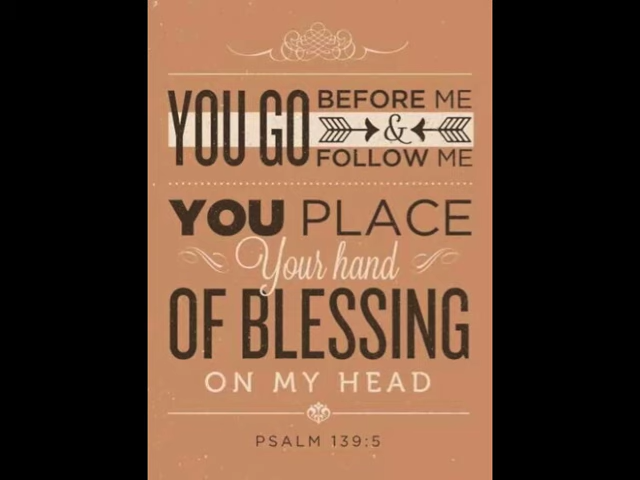 YOU GO BEFORE ME
&
FOLLOW ME
YOU PLACE
Your hand
OF BLESSING
ON MY HEAD
PSALM 139:5